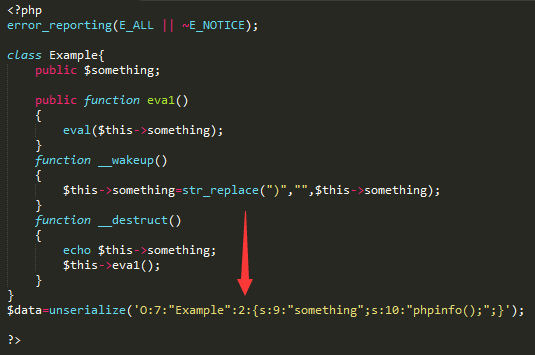 <?php
error_reporting(E_ALL || ~E_NOTICE);
class Example{
    public $something;
    public function eva1()
    {
        eval($this->something);
    }
    function __wakeup()
    {
        $this->something=str_replace(")","",$this->something);
    }
    function __destruct()
    {
        echo $this->something;
        $this->eva1();
    }
}
$data=unserialize('O:7:"Example":2:{s:9:"something";s:10:"phpinfo();";}');
?>